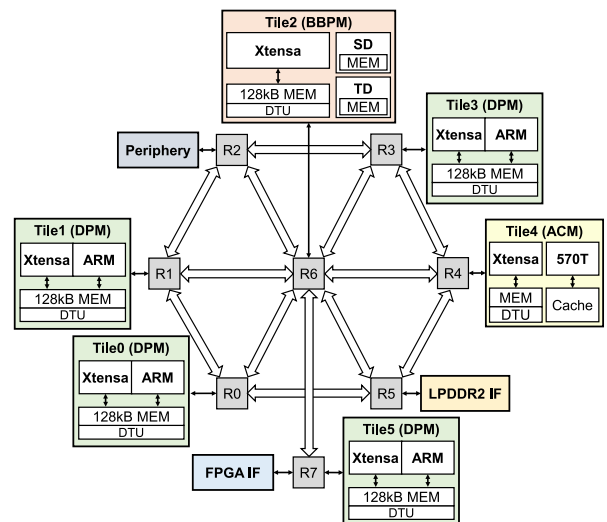 Tile2 (BBPM)
Xtensa
SD
MEM
128kB MEM
DTU
TD
MEM
Periphery
R2
R3
Tile3 (DPM)
Xtensa ARM
128kB MEM
DTU
Tile1 (DPM)
Xtensa ARM
128kB MEM
DTU
R1
R6
R4
Tile4 (ACM)
Xtensa 570T
MEM
DTU
Cache
Tile0 (DPM)
Xtensa ARM
128kB MEM
DTU
R0
R5
LPDDR2 IF
FPGA IF
R7
Tile5 (DPM)
Xtensa ARM
128kB MEM
DTU